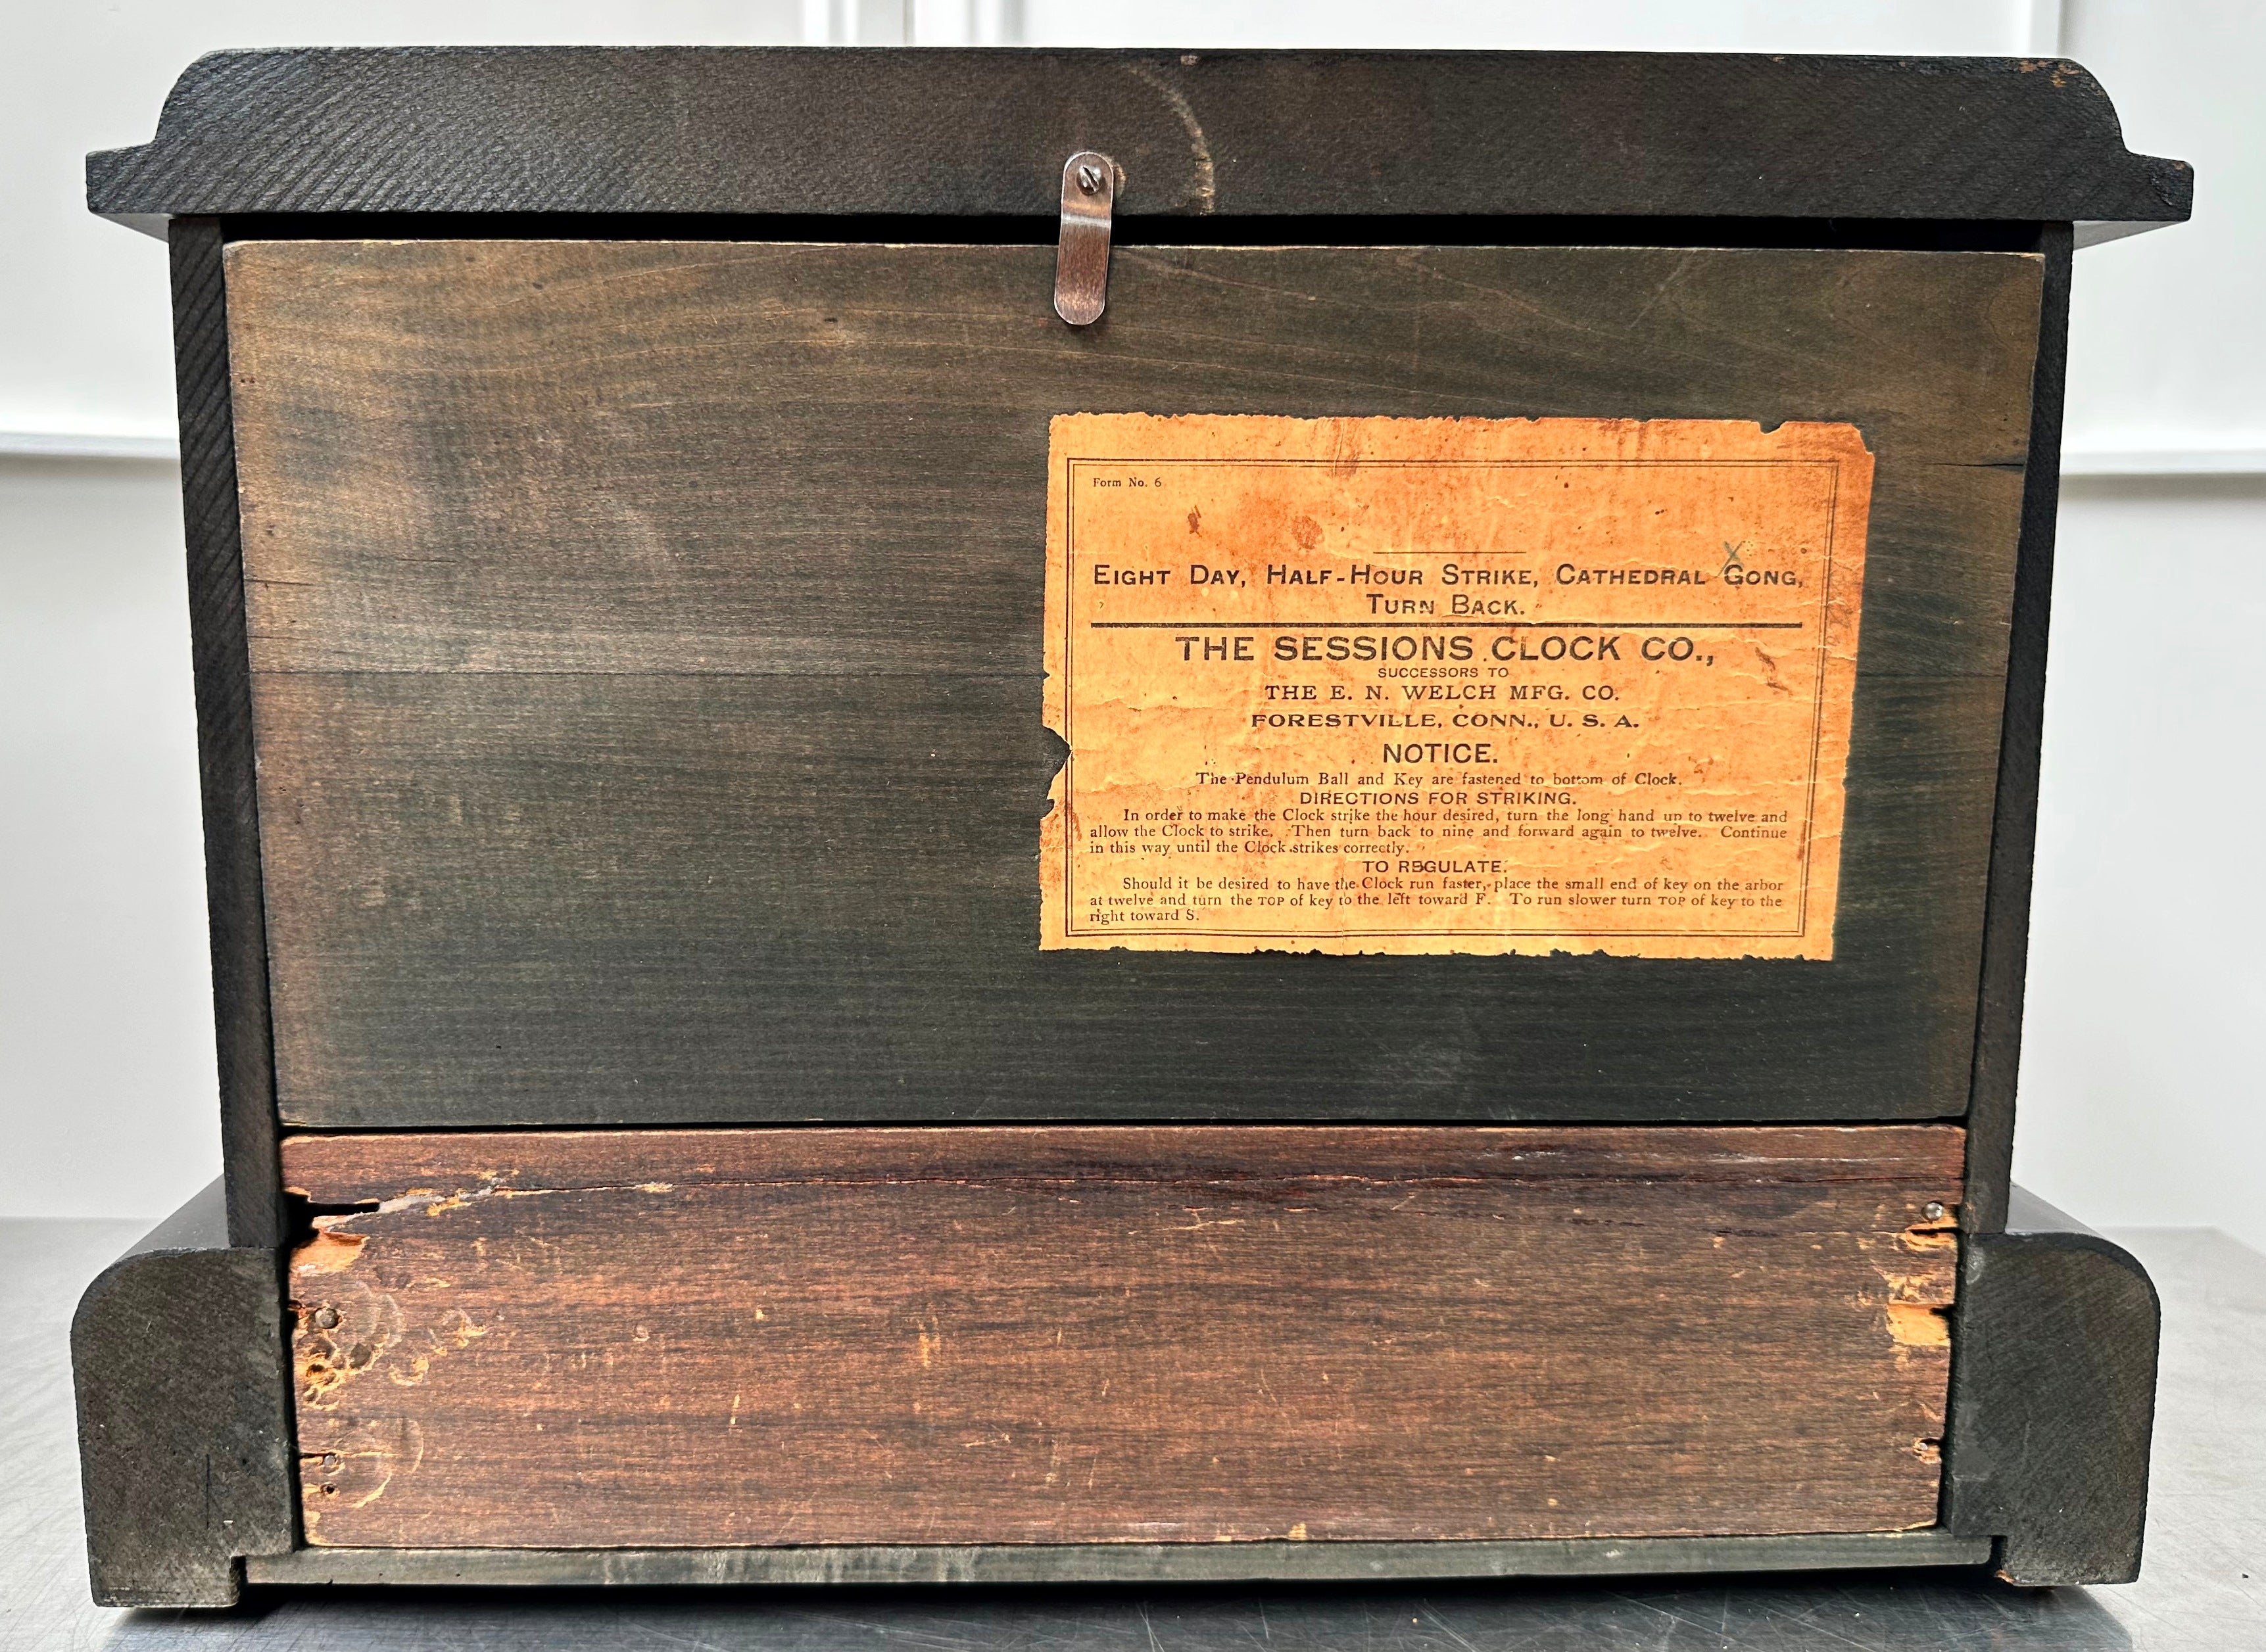 Form No. 6
X
EIGHT DAY, HALF-HOUR STRIKE, CATHEDRAL GONG,
TURN BACK.
THE SESSIONS CLOCK CO.,
SUCCESSORS TO
THE E. N. WELCH MFG. CO.
FORESTVILLE, CONN., U. S. A.
NOTICE.
The Pendulum Ball and Key are fastened to bottom of Clock.
DIRECTIONS FOR STRIKING.
In order to make the Clock strike the hour desired, turn the long hand up to twelve and
allow the Clock to strike. Then turn back to nine and forward again to twelve. Continue
in this way until the Clock strikes correctly.
TO REGULATE.
Should it be desired to have the Clock run faster, place the small end of key on the arbor
at twelve and turn the TOP of key to the left toward F. To run slower turn TOP of key to the
right toward S.